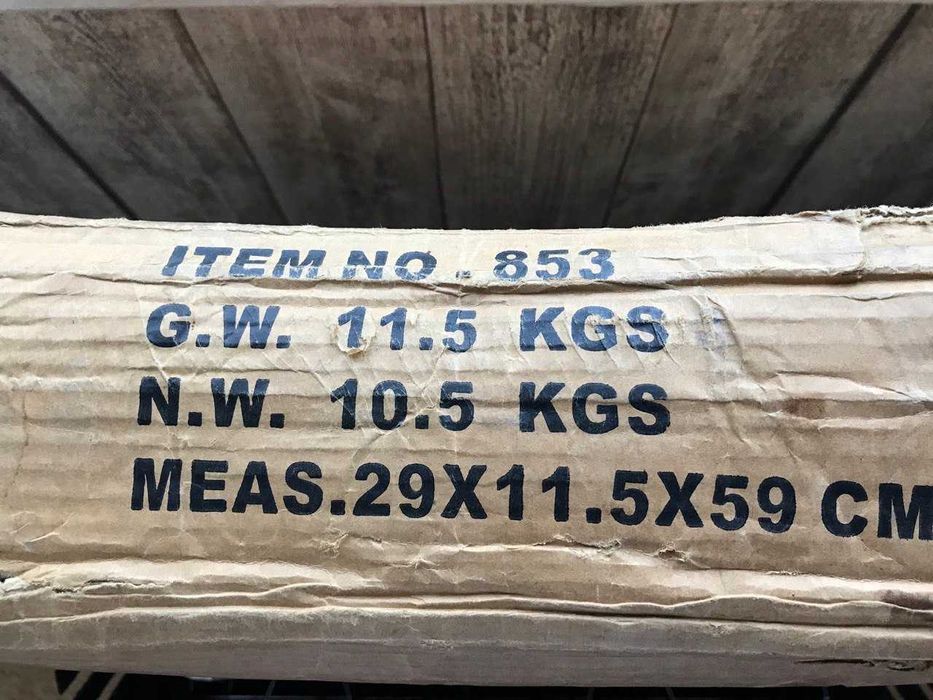 ITEM NO. 853
G.W. 11.5 KGS
N.W. 10.5 KGS
MEAS.29X11.5X59 CM